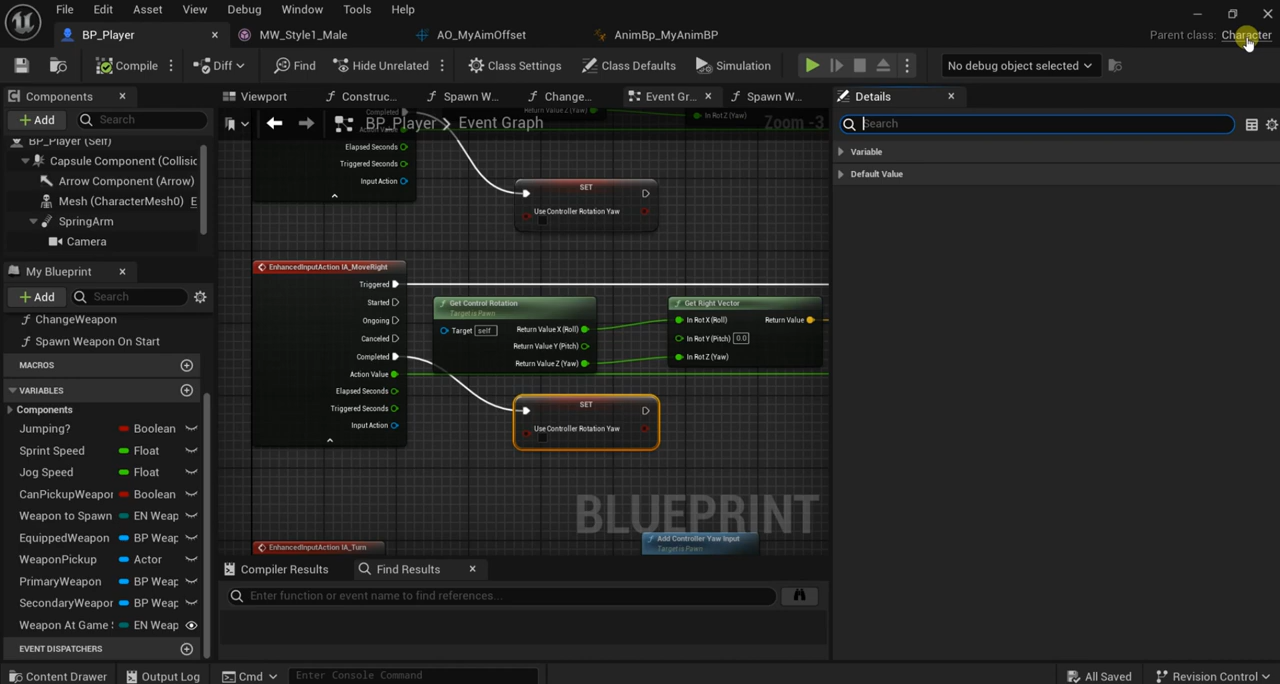 File Edit Asset View Debug Window Tools Help
BP_Player MW_Style1_Male AO_MyAimOffset AnimBp_MyAnimBP Parent class: Character
Compile Diff Find Hide Unrelated Class Settings Class Defaults Simulation No debug object selected
Components
Add Search
BP_Player (Self)
Capsule Component (Collisic
Arrow Component (Arrow)
Mesh (CharacterMesh0) E
SpringArm
Camera
My Blueprint
Add Search
ChangeWeapon
Spawn Weapon On Start
MACROS
VARIABLES
Components
Jumping? Boolean
Sprint Speed Float
Jog Speed Float
CanPickupWeapon Boolean
Weapon to Spawn EN Weap
EquippedWeapon BP Weap
WeaponPickup Actor
PrimaryWeapon BP Weap
SecondaryWeapon BP Weap
Weapon At Game S EN Weap
EVENT DISPATCHERS
Viewport Construc... Spawn W... Change... Event Gr... Spawn W...
BP_Player > Event Graph Zoom -3
Completed
Return Value Z (Yaw) In Rot Z (Yaw)
Elapsed Seconds
Triggered Seconds
Input Action
SET
Use Controller Rotation Yaw
EnhancedInputAction IA_MoveRight
Triggered
Started
Ongoing
Canceled
Completed
Action Value
Elapsed Seconds
Triggered Seconds
Input Action
Get Control Rotation
Target is Pawn
Target self
Return Value X (Roll)
Return Value Y (Pitch)
Return Value Z (Yaw)
Get Right Vector
In Rot X (Roll) Return Value
In Rot Y (Pitch) 0.0
In Rot Z (Yaw)
SET
Use Controller Rotation Yaw
BLUEPRINT
EnhancedInputAction IA_Turn
Add Controller Yaw Input
Target is Pawn
Compiler Results Find Results
Enter function or event name to find references...
Details
Search
Variable
Default Value
Content Drawer Output Log Cmd Enter Console Command All Saved Revision Control